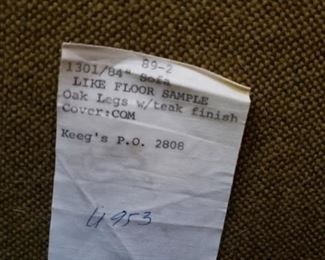 89-2
1301/84" Sofa
LIKE FLOOR SAMPLE
Oak Legs w/teak finish
Cover:COM
Keeg's P.O. 2808
4953